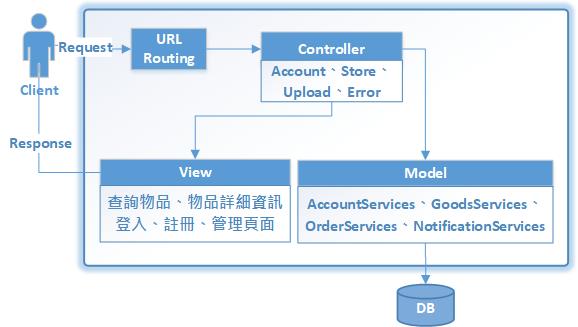 Request
URL
Routing
Controller
Account、Store、
Upload、Error
Client
Response
View
查詢物品、物品詳細資訊
登入、註冊、管理頁面
Model
AccountServices、GoodsServices、
OrderServices、NotificationServices
DB